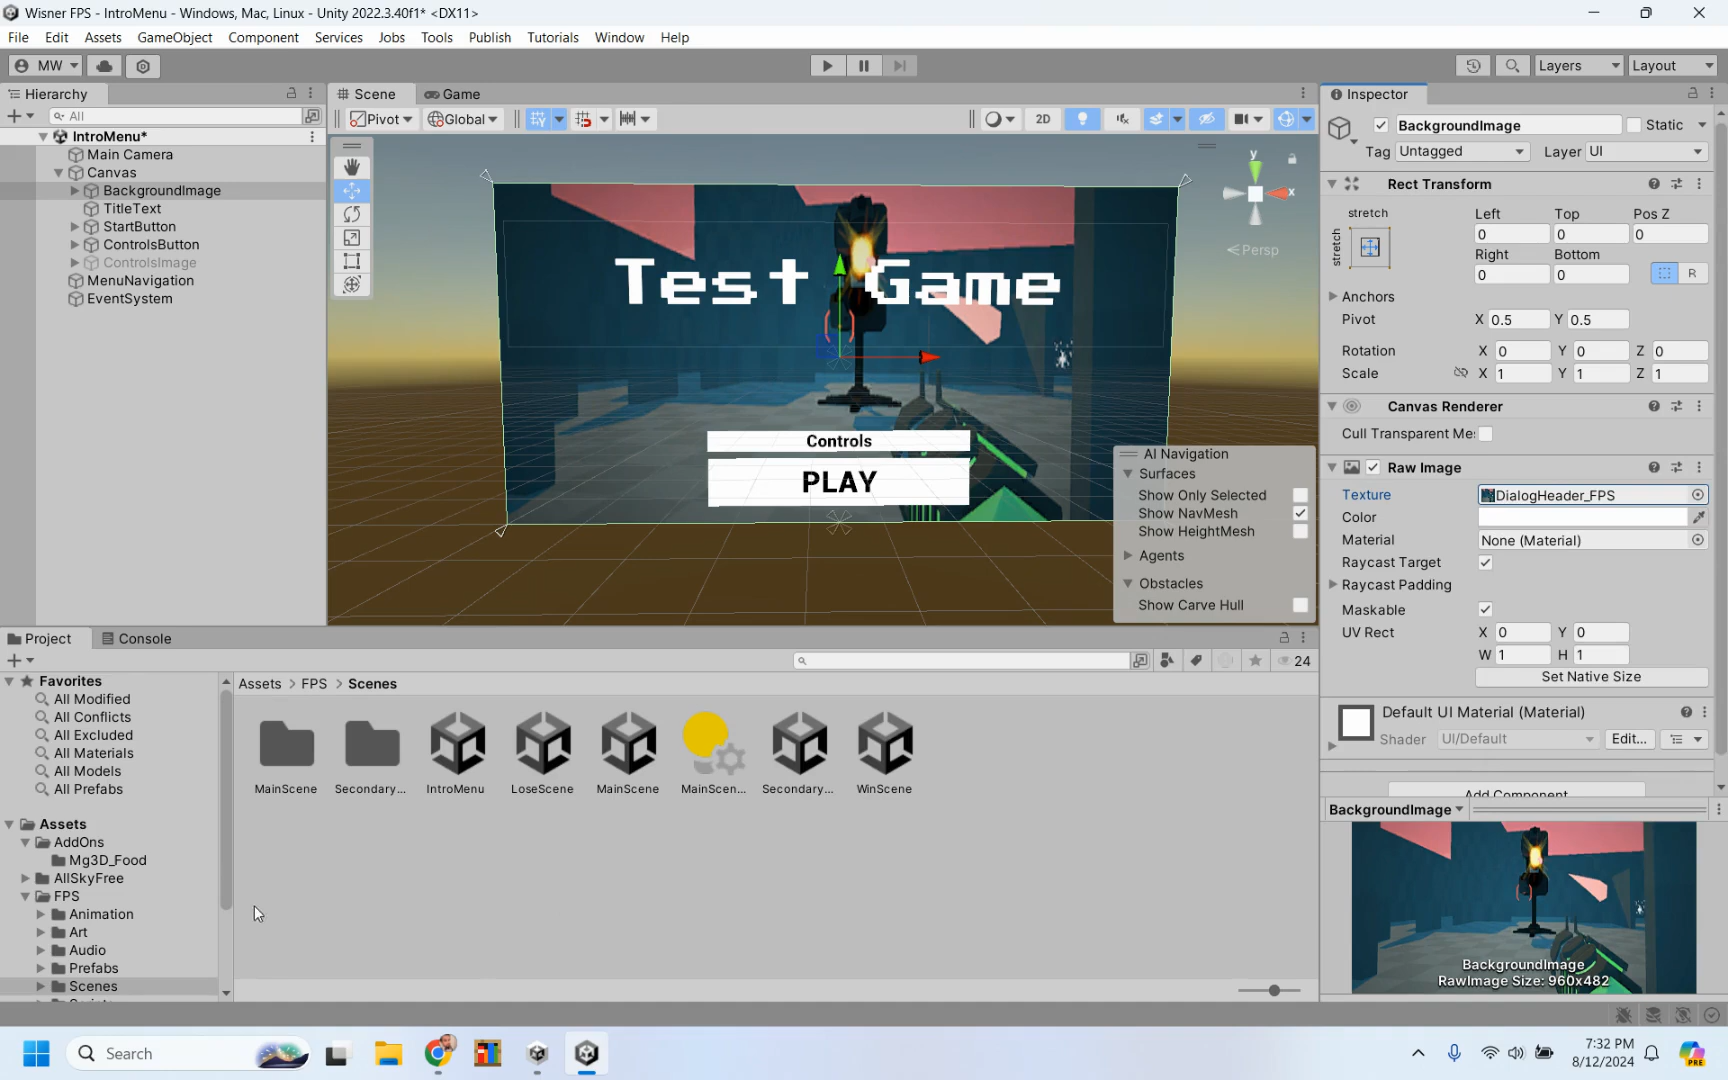 Wisner FPS - IntroMenu - Windows, Mac, Linux - Unity 2022.3.40f1* <DX11>
File Edit Assets GameObject Component Services Jobs Tools Publish Tutorials Window Help
MW Layers Layout
Hierarchy
All
IntroMenu*
Main Camera
Canvas
BackgroundImage
TitleText
StartButton
ControlsButton
ControlsImage
MenuNavigation
EventSystem
Scene Game
Pivot Global 2D
y
x
Persp
Test Game
Controls
PLAY
AI Navigation
Surfaces
Show Only Selected
Show NavMesh
Show HeightMesh
Agents
Obstacles
Show Carve Hull
Inspector
BackgroundImage Static
Tag Untagged Layer UI
Rect Transform
stretch Left Top Pos Z
stretch 0 0 0
Right Bottom
0 0 R
Anchors
Pivot X 0.5 Y 0.5
Rotation X 0 Y 0 Z 0
Scale X 1 Y 1 Z 1
Canvas Renderer
Cull Transparent Me:
Raw Image
Texture DialogHeader_FPS
Color
Material None (Material)
Raycast Target
Raycast Padding
Maskable
UV Rect X 0 Y 0
W 1 H 1
Set Native Size
Default UI Material (Material)
Shader UI/Default Edit...
Add Component
BackgroundImage
BackgroundImage
RawImage Size: 960x482
Project Console
24
Favorites
All Modified
All Conflicts
All Excluded
All Materials
All Models
All Prefabs
Assets
AddOns
Mg3D_Food
AllSkyFree
FPS
Animation
Art
Audio
Prefabs
Scenes
Assets > FPS > Scenes
MainScene Secondary... IntroMenu LoseScene MainScene MainScen... Secondary... WinScene
Search
7:32 PM
8/12/2024
PRE